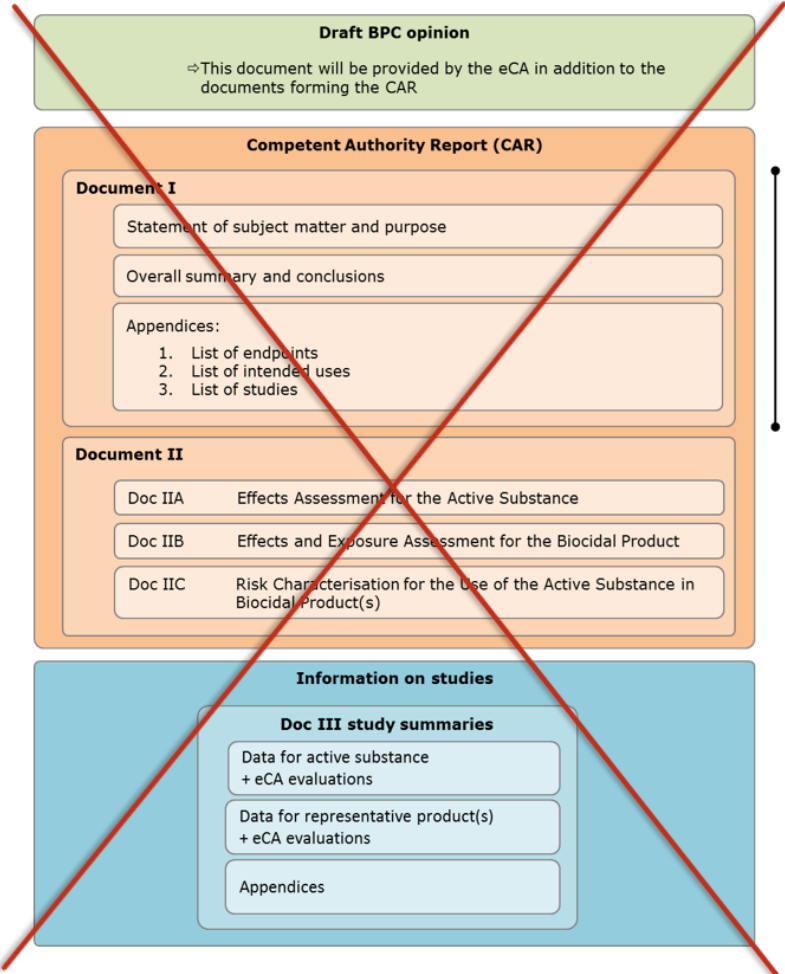 Draft BPC opinion
⇨This document will be provided by the eCA in addition to the
documents forming the CAR
Competent Authority Report (CAR)
Document I
Statement of subject matter and purpose
Overall summary and conclusions
Appendices:
1. List of endpoints
2. List of intended uses
3. List of studies
Document II
Doc IIA Effects Assessment for the Active Substance
Doc IIB Effects and Exposure Assessment for the Biocidal Product
Doc IIC Risk Characterisation for the Use of the Active Substance in
Biocidal Product(s)
Information on studies
Doc III study summaries
Data for active substance
+ eCA evaluations
Data for representative product(s)
+ eCA evaluations
Appendices